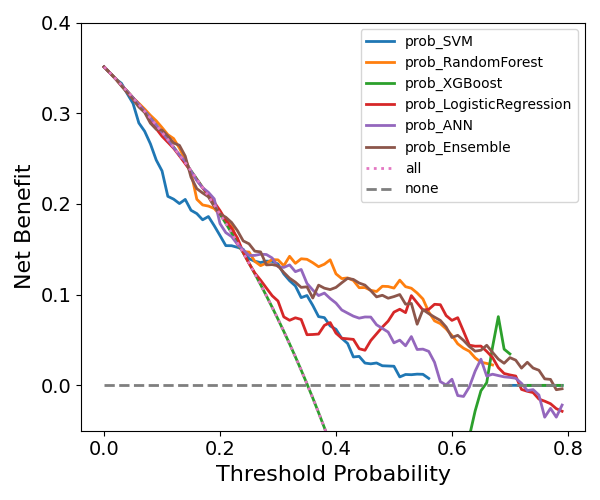 0.4
0.3
0.2
0.1
0.0
Net Benefit
prob_SVM
prob_RandomForest
prob_XGBoost
prob_LogisticRegression
prob_ANN
prob_Ensemble
all
none
0.0 0.2 0.4 0.6 0.8
Threshold Probability